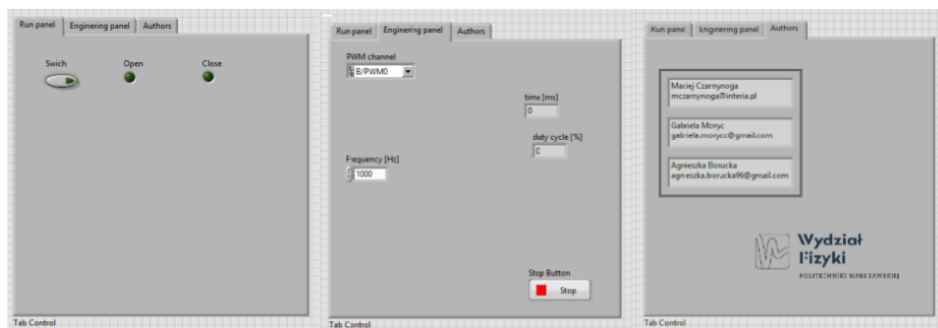 Run panel Enginering panel Authors
Swich Open Close
Tab Control
Run panel Enginering panel Authors
PWM channel
B/PWM0
time [ms]
0
daty cycle [%]
Frequency [Hz]
1000
Stop Button
Stop
Tab Control
Run panel Enginering panel Authors
Maciej Czarnynoga
mczarnynoga@interia.pl
Gabriela Moryc
gabriela.morycc@gmail.com
Agnieszka Borucka
agnieszka.borucka96@gmail.com
Wydział
Fizyki
POLITECHNIKI WARSZAWSKIEJ
Tab Control